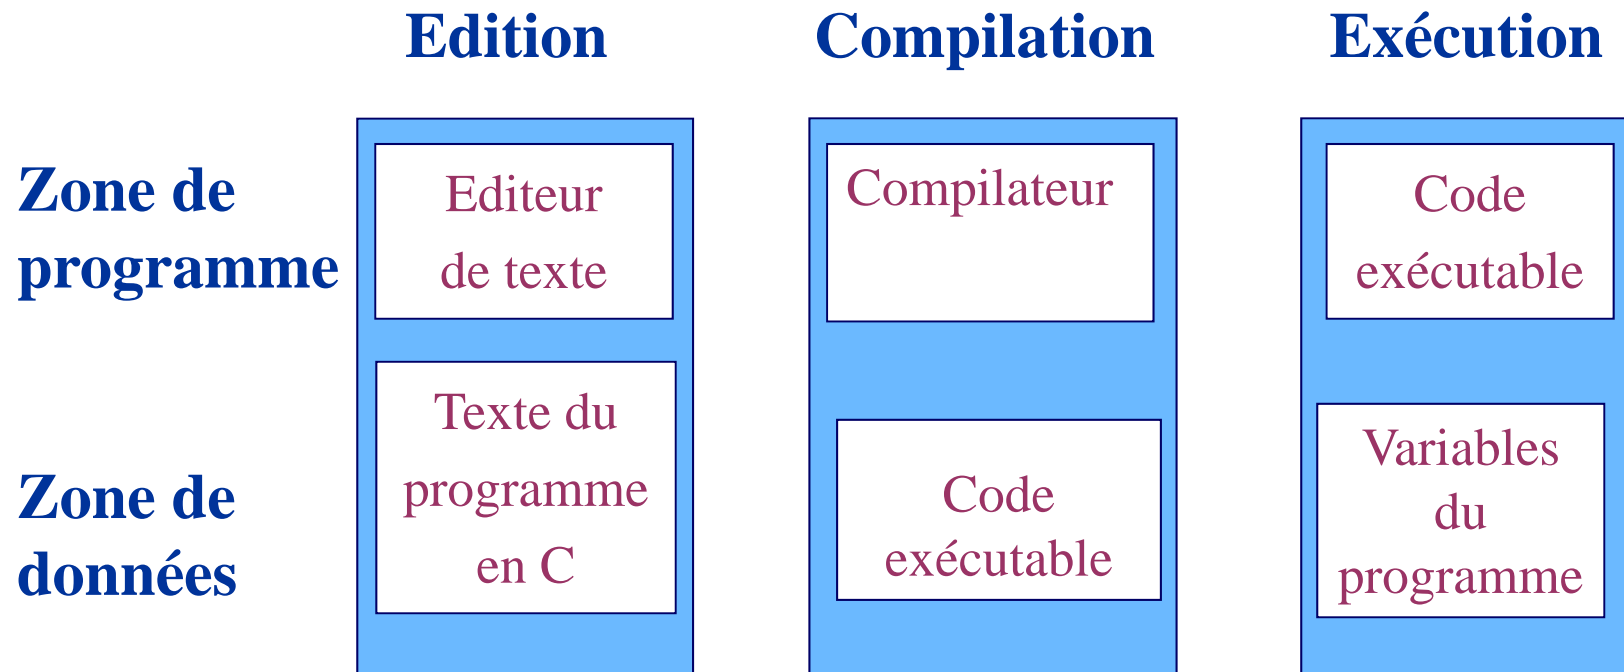 Edition Compilation Exécution
Zone de
programme
Editeur
de texte
Compilateur
Code
exécutable
Zone de
données
Texte du
programme
en C
Code
exécutable
Variables
du
programme